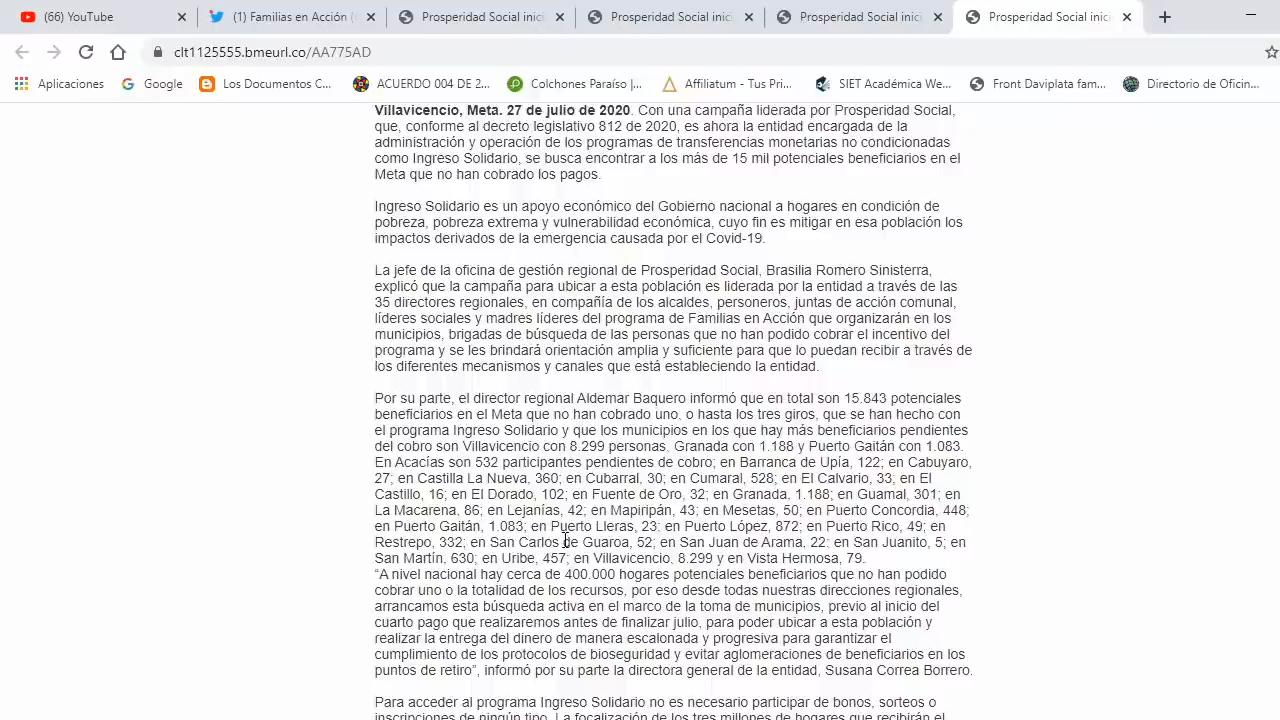 (66) YouTube
(1) Familias en Acción (
Prosperidad Social inici
Prosperidad Social inici
Prosperidad Social inici
Prosperidad Social inici
clt1125555.bmeurl.co/AA775AD
Aplicaciones
Google
Los Documentos C...
ACUERDO 004 DE 2...
Condores Paraíso |...
Affiliates - The Pri...
SIET Académica We...
Front Daviplata fam...
Directorio de Oficin...
Villavicencio, Meta. 27 de julio de 2020. Con una campaña liderada por Prosperidad Social,
que, conforme al decreto legislativo 812 de 2020, es ahora la entidad encargada de la
administración y operación de los programas de transferencias monetarias no condicionadas
como Ingreso Solidario, se busca encontrar a los más de 15 mil potenciales beneficiarios en el
Meta que no han cobrado los pagos.
Ingreso Solidario es un apoyo económico del Gobierno nacional a hogares en condición de
pobreza, pobreza extrema y vulnerabilidad económica, cuyo fin es mitigar en esa población los
impactos derivados de la emergencia causada por el Covid-19.
La jefe de la oficina de gestión regional de Prosperidad Social, Brasilia Romero Sinisterra,
explicó que la campaña para ubicar a esta población es liderada por la entidad a través de las
35 directores regionales, en compañía de los alcaldes, personeros, juntas de acción comunal,
líderes sociales y madres líderes del programa de Familias en Acción que organizarán en los
municipios, brigadas de búsqueda de las personas que no han podido cobrar el incentivo del
programa y se les brindará orientación amplia y suficiente para que lo puedan recibir a través de
los diferentes mecanismos y canales que está estableciendo la entidad.
Por su parte, el director regional Aldemar Baquero informó que en total son 15.843 potenciales
beneficiarios en el Meta que no han cobrado uno, o hasta los tres giros, que se han hecho con
el programa Ingreso Solidario y que los municipios en los que hay más beneficiarios pendientes
del cobro son Villavicencio con 8.299 personas, Granada con 1.188 y Puerto Gaitán con 1.083.
En Acacías son 532 participantes pendientes de cobro; en Barranca de Upía, 122; en Cabuyaro,
27; en Castilla La Nueva, 380; en Cubarral, 30; en Cumaral, 528; en El Calvario, 33; en El
Castillo, 16; en El Dorado, 102; en Fuente de Oro, 32; en Granada, 1.188; en Guamal, 301; en
La Macarena, 86; en Lejanías, 42; en Mapiripán, 43; en Mesetas, 50; en Puerto Concordia, 448;
en Puerto Gaitán, 1.083; en Puerto Lleras, 23; en Puerto López, 872; en Puerto Rico, 49; en
Restrepo, 332; en San Carlos de Guaroa, 52; en San Juan de Arama, 22; en San Juanito, 5; en
San Martín, 630; en Uribe, 457; en Villavicencio, 8.299 y en Vista Hermosa, 79.
“A nivel nacional hay cerca de 400.000 hogares potenciales beneficiarios que no han podido
cobrar uno o la totalidad de los recursos, por eso desde todas nuestras direcciones regionales,
arrancamos esta búsqueda activa en el marco de la toma de municipios, previo al inicio del
cuarto pago que realizaremos antes de finalizar julio, para poder ubicar a esta población y
realizar la entrega del dinero de manera escalonada y progresiva para garantizar el
cumplimiento de los protocolos de bioseguridad y evitar aglomeraciones de beneficiarios en los
puntos de retiro”, informó por su parte la directora general de la entidad, Susana Correa Borrero.
Para acceder al programa Ingreso Solidario no es necesario participar de bonos, sorteos o
inscripciones de ningún tipo. La focalización de los tres millones de hogares que recibirán el